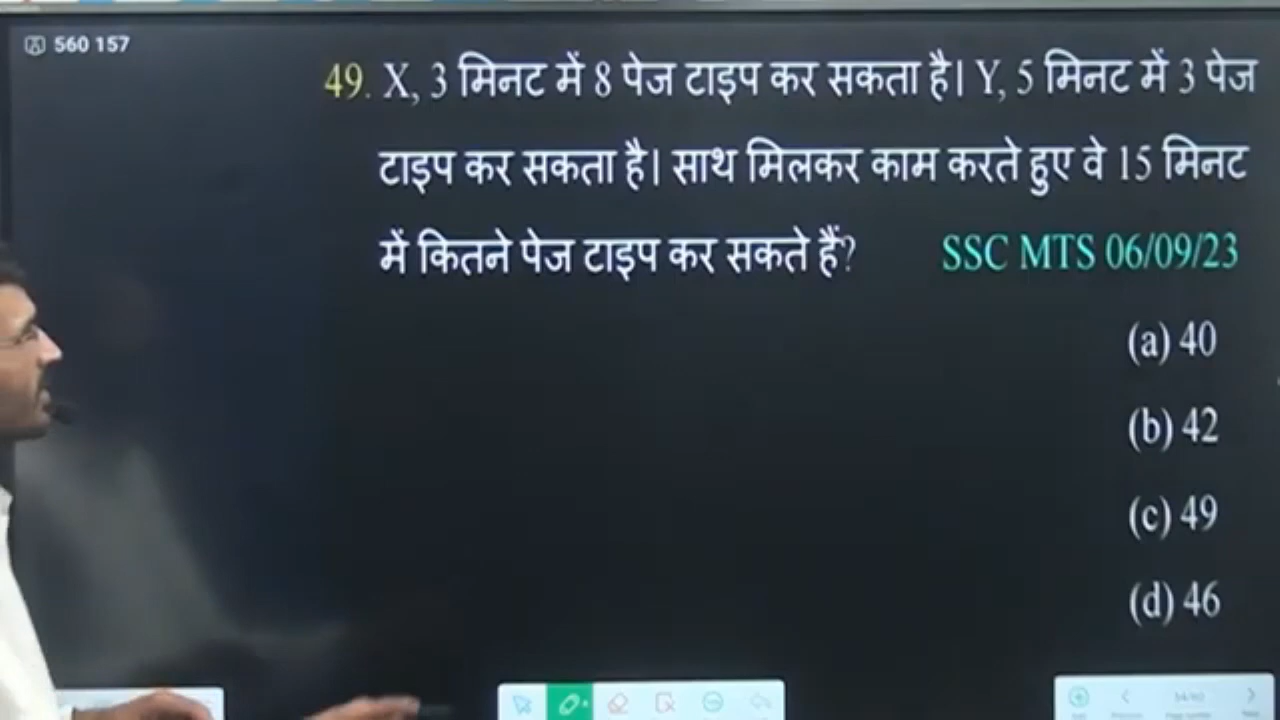 560 157
49. X, 3 मिनट में 8 पेज टाइप कर सकता है। Y, 5 मिनट में 3 पेज
टाइप कर सकता है। साथ मिलकर काम करते हुए वे 15 मिनट
में कितने पेज टाइप कर सकते हैं?
SSC MTS 06/09/23
(a) 40
(b) 42
(c) 49
(d) 46